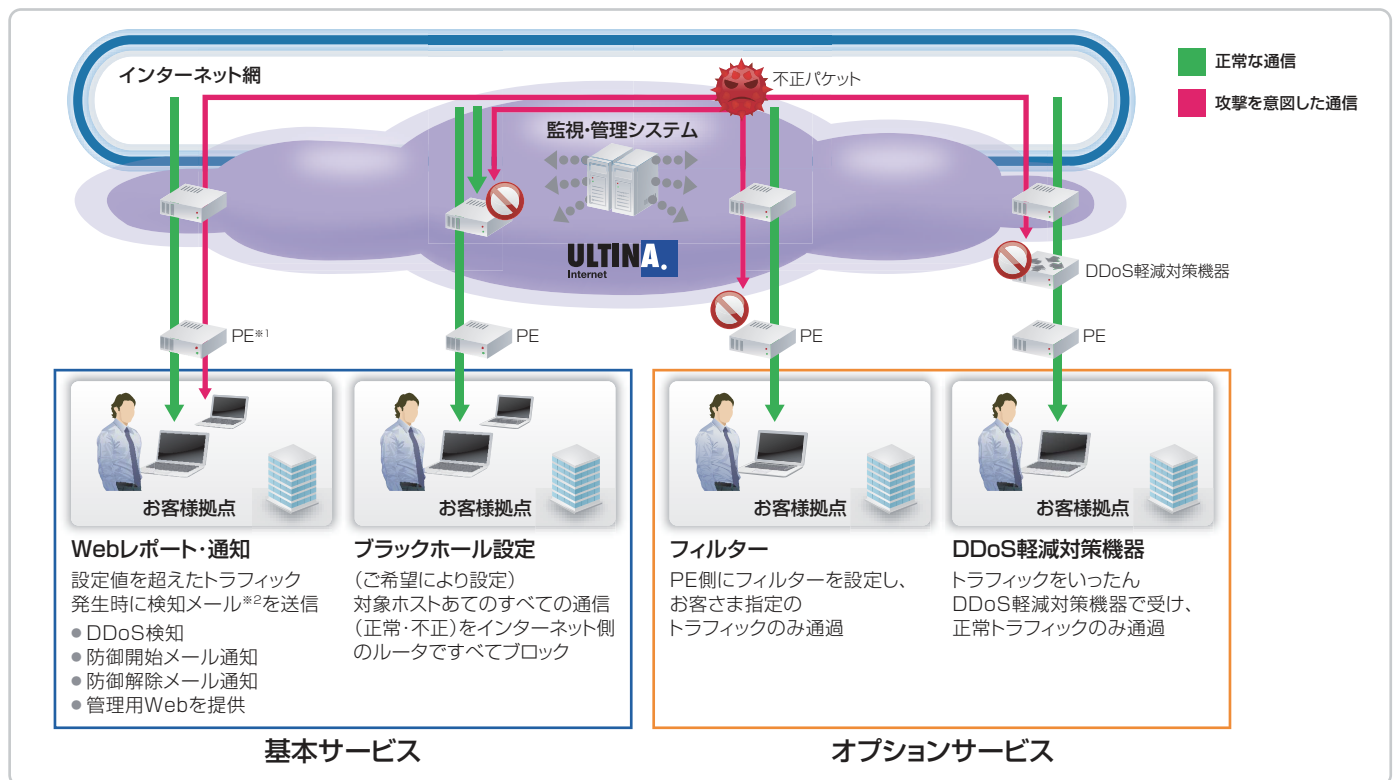 インターネット網
不正パケット
正常な通信
攻撃を意図した通信
監視・管理システム
ULTINA.
Internet
DDoS軽減対策機器
PE※1
PE
PE
PE
お客様拠点
お客様拠点
お客様拠点
お客様拠点
Webレポート・通知
設定値を超えたトラフィック
発生時に検知メール※2を送信
● DDoS検知
● 防御開始メール通知
● 防御解除メール通知
● 管理用Webを提供
ブラックホール設定
（ご希望により設定）
対象ホストあてのすべての通信
（正常・不正）をインターネット側
のルータですべてブロック
フィルター
PE側にフィルターを設定し、
お客さま指定の
トラフィックのみ通過
DDoS軽減対策機器
トラフィックをいったん
DDoS軽減対策機器で受け、
正常トラフィックのみ通過
基本サービス
オプションサービス